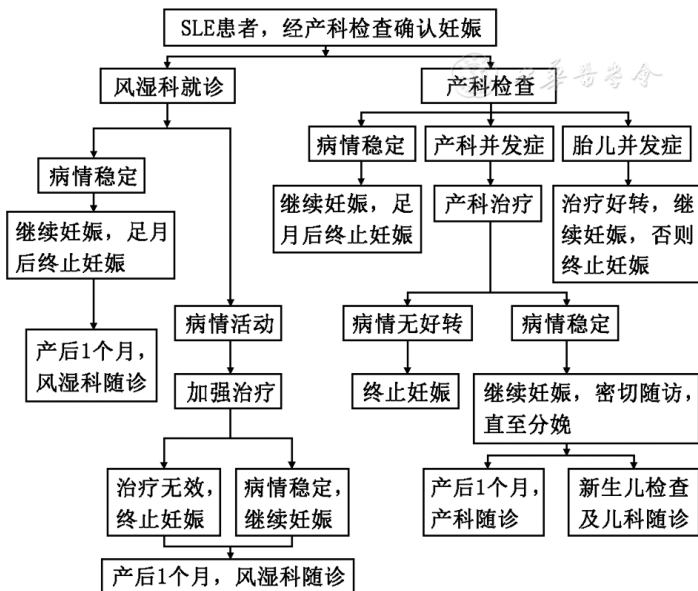 SLE患者，经产科检查确认妊娠
中华医学会
风湿科就诊
产科检查
病情稳定
继续妊娠，足月
后终止妊娠
产后1个月，
风湿科随诊
病情活动
加强治疗
治疗无效，
终止妊娠
病情稳定，
继续妊娠
产后1个月，风湿科随诊
病情稳定
继续妊娠，足
月后终止妊娠
产科并发症
产科治疗
胎儿并发症
治疗好转，继
续妊娠，否则
终止妊娠
病情无好转
终止妊娠
病情稳定
继续妊娠，密切随访，
直至分娩
产后1个月，
产科随诊
新生儿检查
及儿科随诊